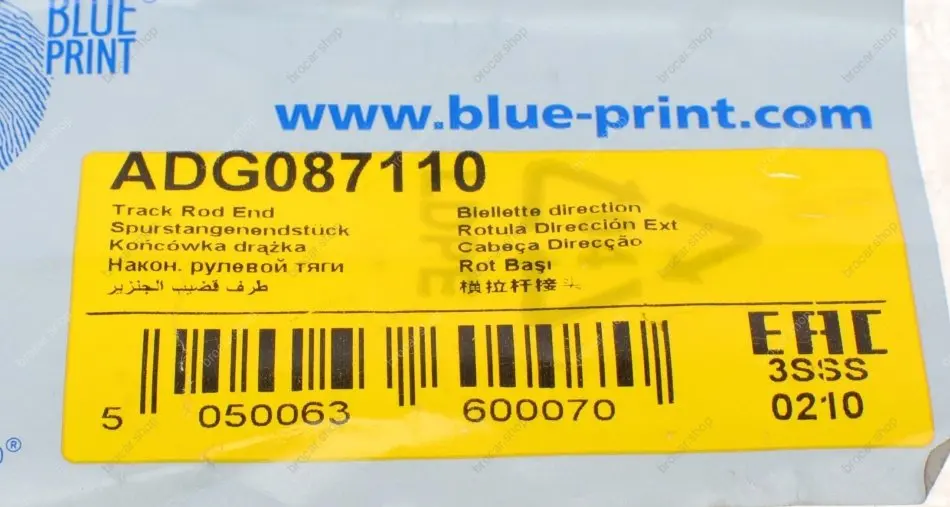 BLUE
PRINT
www.blue-print.com
ADG087110
Track Rod End
Spurstangenendstück
Końcówka drążka
Након. рулевой тяги
طرف قضيب الجنزير
Biellette direction
Rotula Dirección Ext
Cabeça Direcção
Rot Başı
横拉杆接头
5 050063 600070
EAC
3SSS
0210
brocar.shop